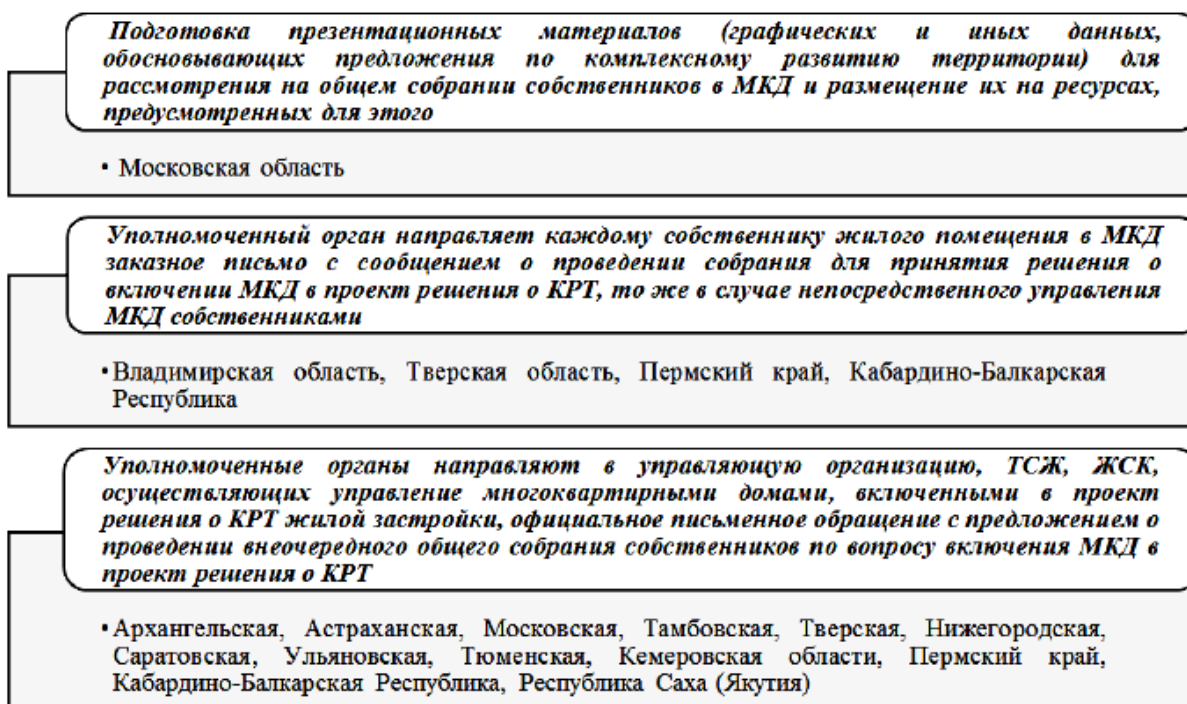 Подготовка презентационных материалов (графических и иных данных,
обосновывающих предложения по комплексному развитию территории) для
рассмотрения на общем собрании собственников в МКД и размещение их на ресурсах,
предусмотренных для этого
• Московская область
Уполномоченный орган направляет каждому собственнику жилого помещения в МКД
заказное письмо с сообщением о проведении собрания для принятия решения о
включении МКД в проект решения о КРТ, то же в случае непосредственного управления
МКД собственниками
• Владимирская область, Тверская область, Пермский край, Кабардино-Балкарская
Республика
Уполномоченные органы направляют в управляющую организацию, ТСЖ, ЖСК,
осуществляющих управление многоквартирными домами, включенными в проект
решения о КРТ жилой застройки, официальное письменное обращение с предложением о
проведении внеочередного общего собрания собственников по вопросу включения МКД в
проект решения о КРТ
• Архангельская, Астраханская, Московская, Тамбовская, Тверская, Нижегородская,
Саратовская, Ульяновская, Тюменская, Кемеровская области, Пермский край,
Кабардино-Балкарская Республика, Республика Саха (Якутия)